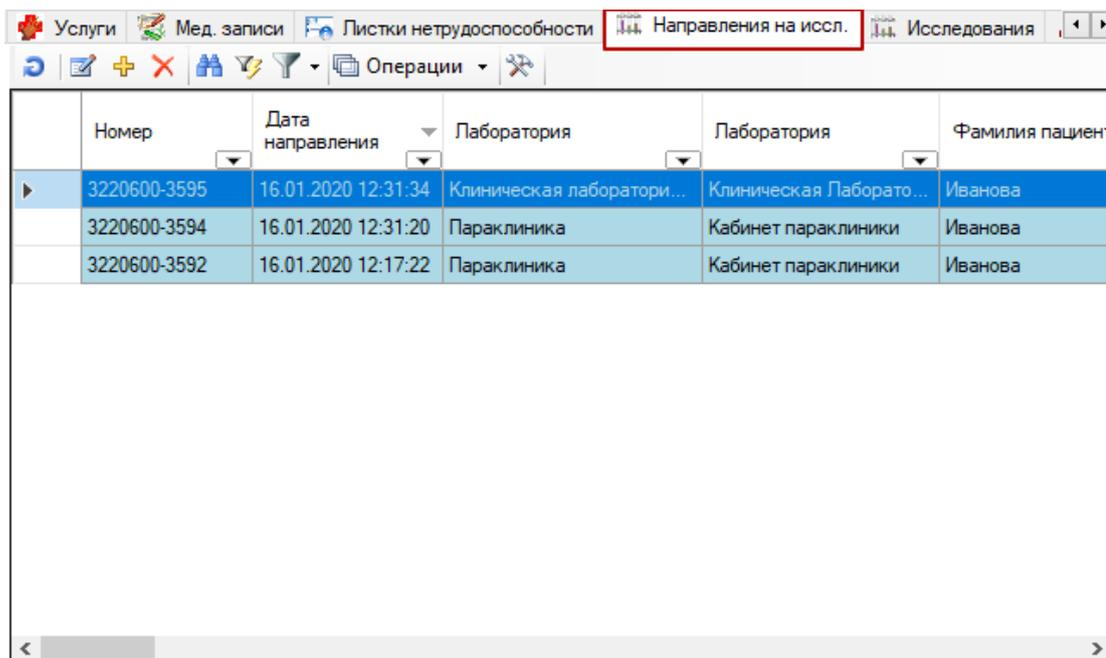 Услуги Мед. записи Листки нетрудоспособности Направления на иссл. Исследования
Операции
Номер Дата направления Лаборатория Лаборатория Фамилия пациент
3220600-3595 16.01.2020 12:31:34 Клиническая лаборатори... Клиническая Лаборато... Иванова
3220600-3594 16.01.2020 12:31:20 Параклиника Кабинет параклиники Иванова
3220600-3592 16.01.2020 12:17:22 Параклиника Кабинет параклиники Иванова